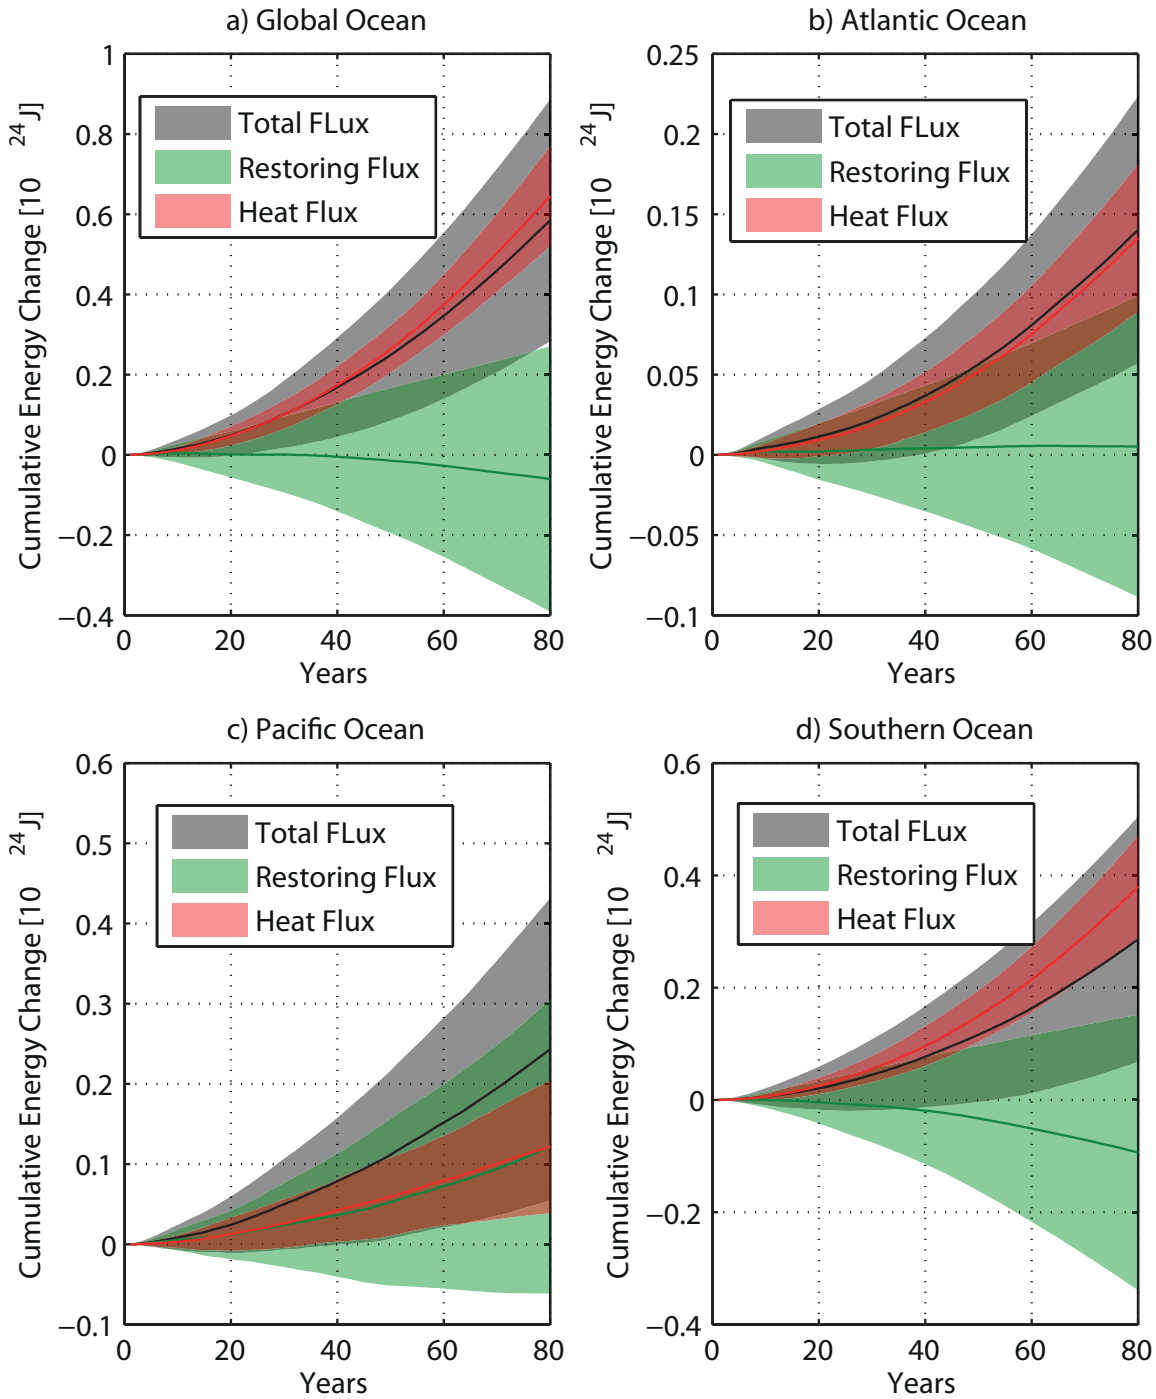 a) Global Ocean
1
0.8
0.6
0.4
0.2
0
−0.2
−0.4
Cumulative Energy Change [10 24 J]
Total FLux
Restoring Flux
Heat Flux
0 20 40 60 80
Years
b) Atlantic Ocean
0.25
0.2
0.15
0.1
0.05
0
−0.05
−0.1
Cumulative Energy Change [10 24 J]
Total FLux
Restoring Flux
Heat Flux
0 20 40 60 80
Years
c) Pacific Ocean
0.6
0.5
0.4
0.3
0.2
0.1
0
−0.1
Cumulative Energy Change [10 24 J]
Total FLux
Restoring Flux
Heat Flux
0 20 40 60 80
Years
d) Southern Ocean
0.6
0.4
0.2
0
−0.2
−0.4
Cumulative Energy Change [10 24 J]
Total FLux
Restoring Flux
Heat Flux
0 20 40 60 80
Years